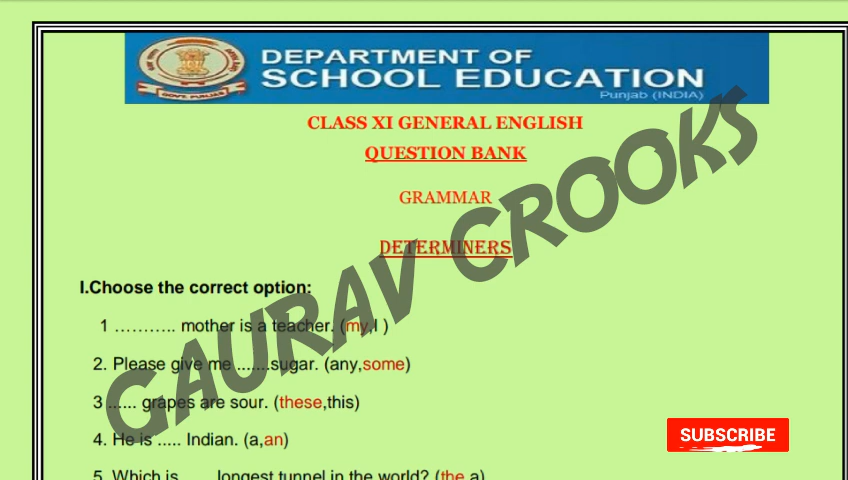 DEPARTMENT OF
SCHOOL EDUCATION
Punjab (INDIA)
GOVT. PUNJAB
CLASS XI GENERAL ENGLISH
QUESTION BANK
GRAMMAR
DETERMINERS
GAURAV CROOKS
I.Choose the correct option:
1 ……….. mother is a teacher. (my,I )
2. Please give me .......sugar. (any,some)
3 ...... grapes are sour. (these,this)
4. He is ..... Indian. (a,an)
SUBSCRIBE
5. Which is longest tunnel in the world? (the,a)